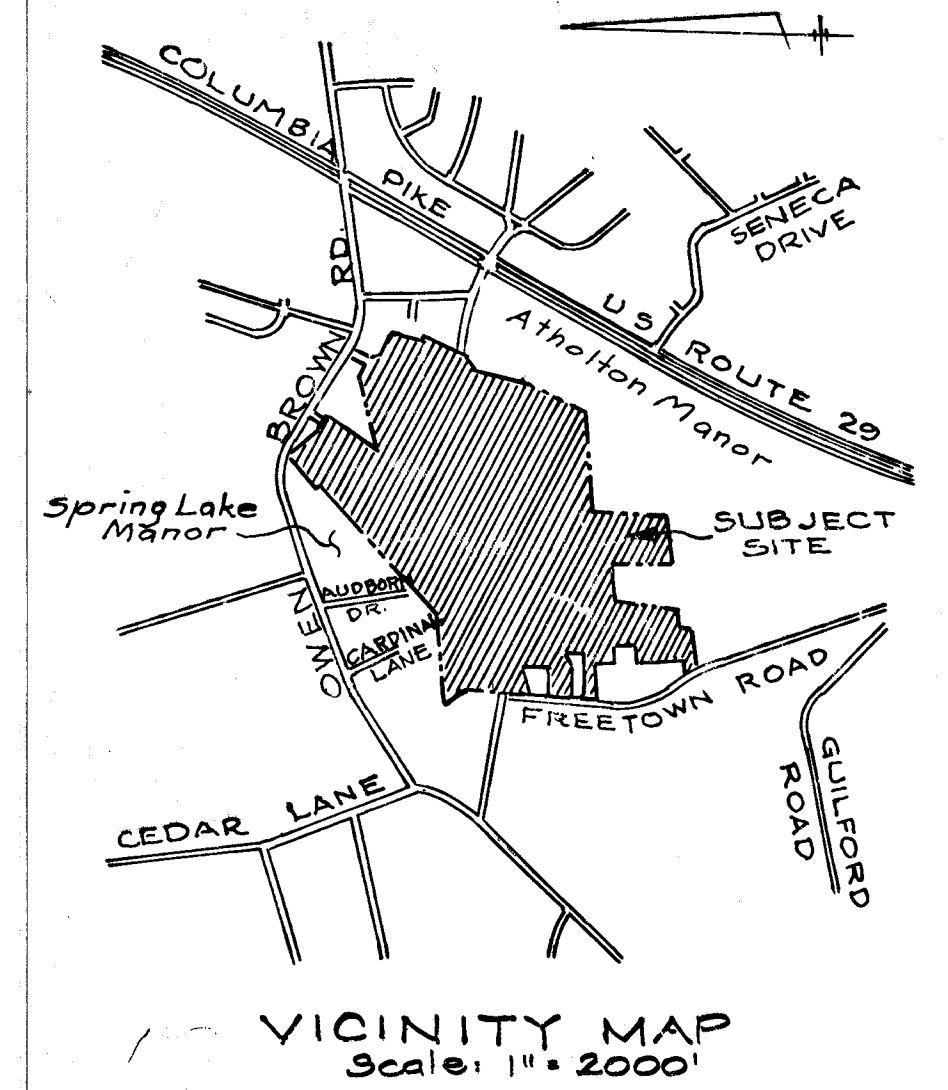 COLUMBIA PIKE
US ROUTE 29
SENECA
DRIVE
Atholton Manor
OWEN BROWN RD.
Spring Lake
Manor
SUBJECT
SITE
AUDBORN
DR.
CARDINAL
LANE
FREETOWN ROAD
GUILFORD
ROAD
CEDAR LANE
VICINITY MAP
Scale: 1" = 2000'